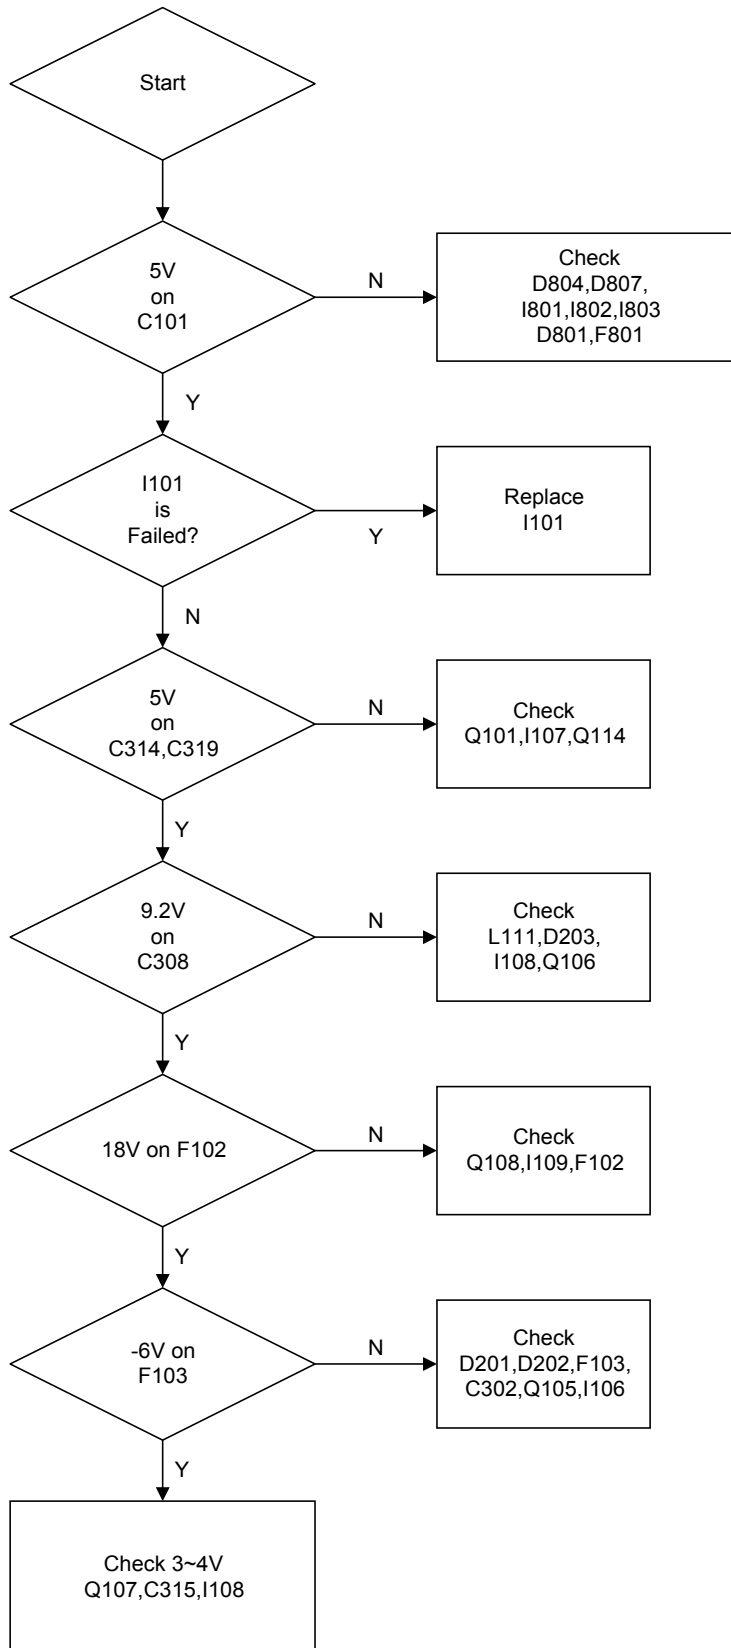 Start
5V
on
C101
N
Check
D804,D807,
I801,I802,I803
D801,F801
Y
I101
is
Failed?
Y
Replace
I101
N
5V
on
C314,C319
N
Check
Q101,I107,Q114
Y
9.2V
on
C308
N
Check
L111,D203,
I108,Q106
Y
18V on F102
N
Check
Q108,I109,F102
Y
-6V on
F103
N
Check
D201,D202,F103,
C302,Q105,I106
Y
Check 3~4V
Q107,C315,I108